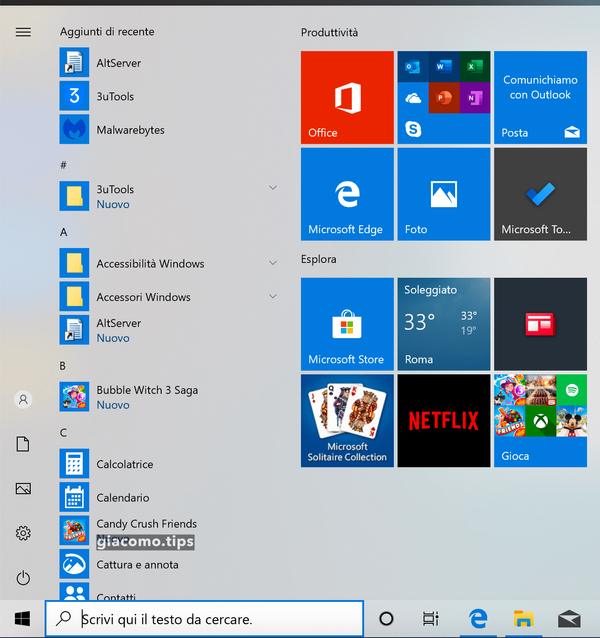 Aggiunti di recente
AltServer
3uTools
Malwarebytes
#
3uTools
Nuovo
A
Accessibilità Windows
Accessori Windows
AltServer
Nuovo
B
Bubble Witch 3 Saga
Nuovo
C
Calcolatrice
Calendario
Candy Crush Friends
giacomo.tips
Cattura e annota
Contatti
Produttività
Office
Comunichiamo
con Outlook
Posta
Microsoft Edge
Foto
Microsoft To...
Esplora
Microsoft Store
Soleggiato
33°
33°
19°
Roma
Microsoft
Solitaire Collection
NETFLIX
Gioca
Scrivi qui il testo da cercare.